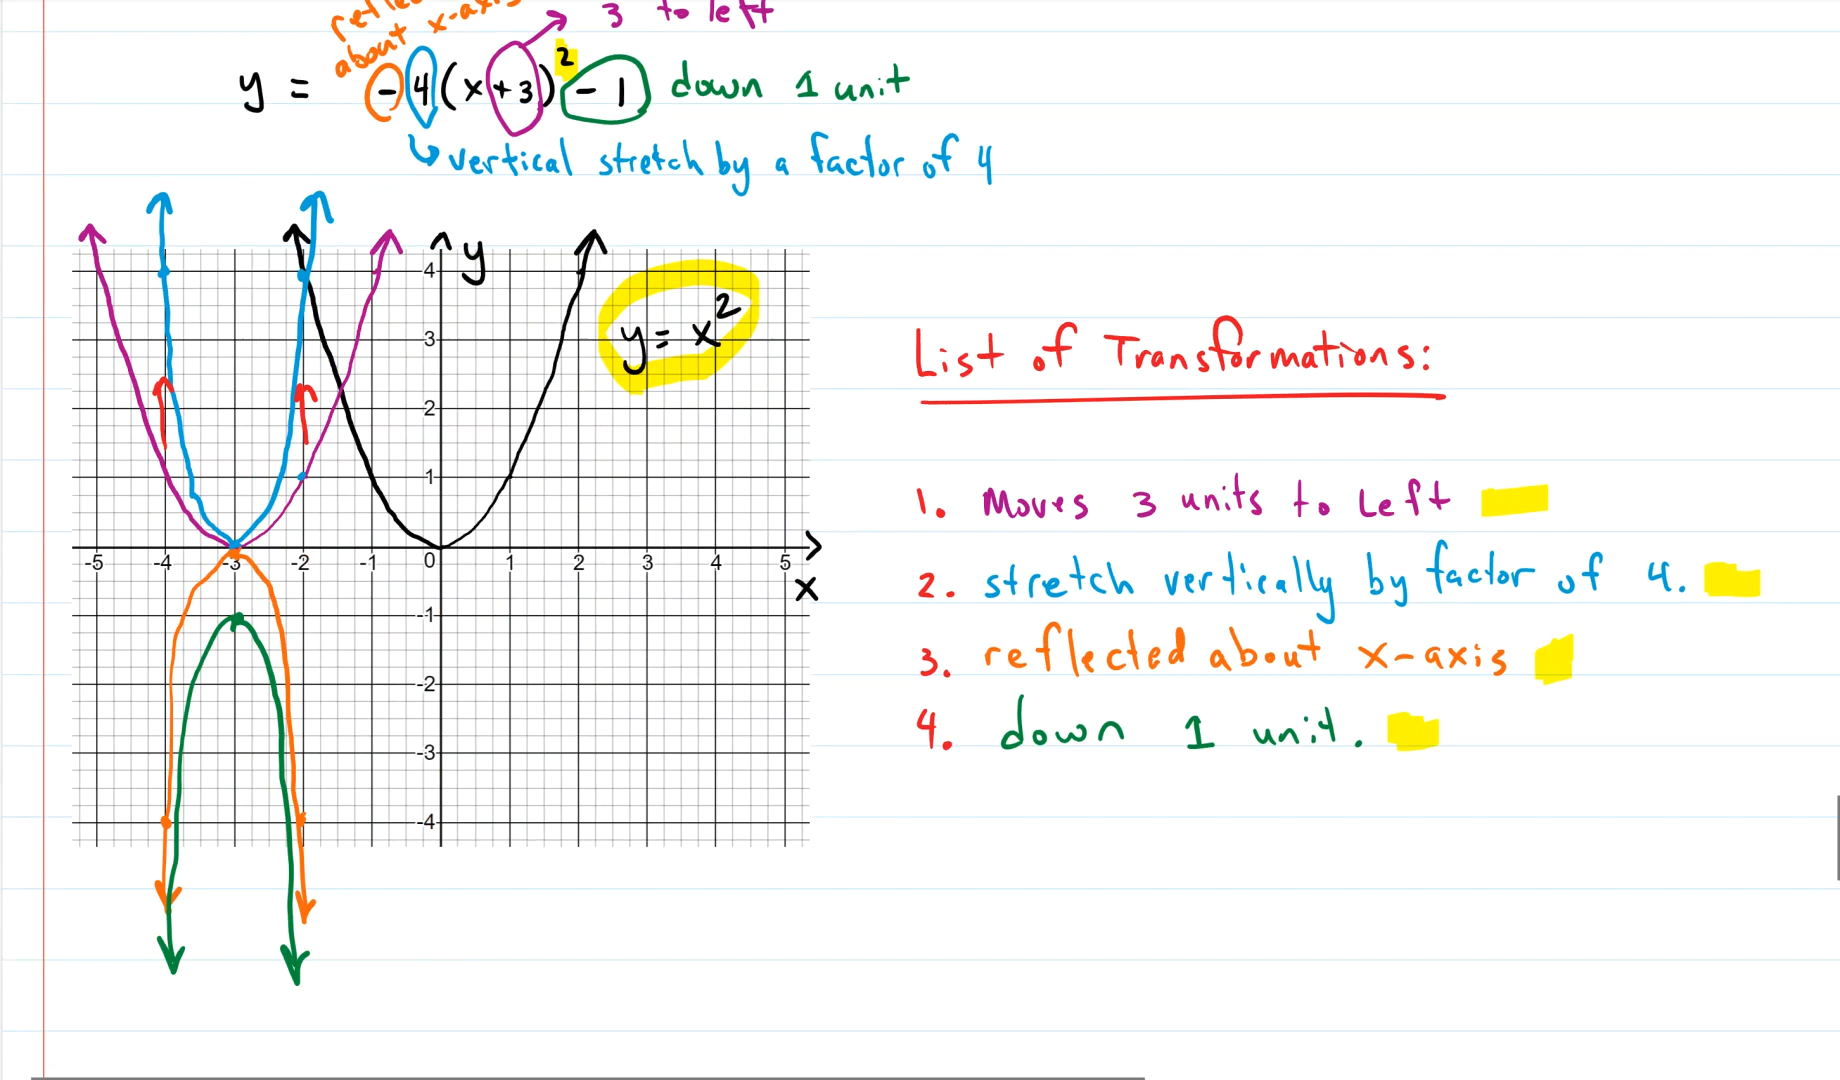 about x-axis
3 to left
y = -4(x+3)² - 1 down 1 unit
vertical stretch by a factor of 4
y
4
3
2
1
y = x²
-5 -4 -3 -2 -1 0 1 2 3 4 5
x
-1
-2
-3
-4
List of Transformations:
1. Moves 3 units to Left
2. stretch vertically by factor of 4.
3. reflected about x-axis
4. down 1 unit.